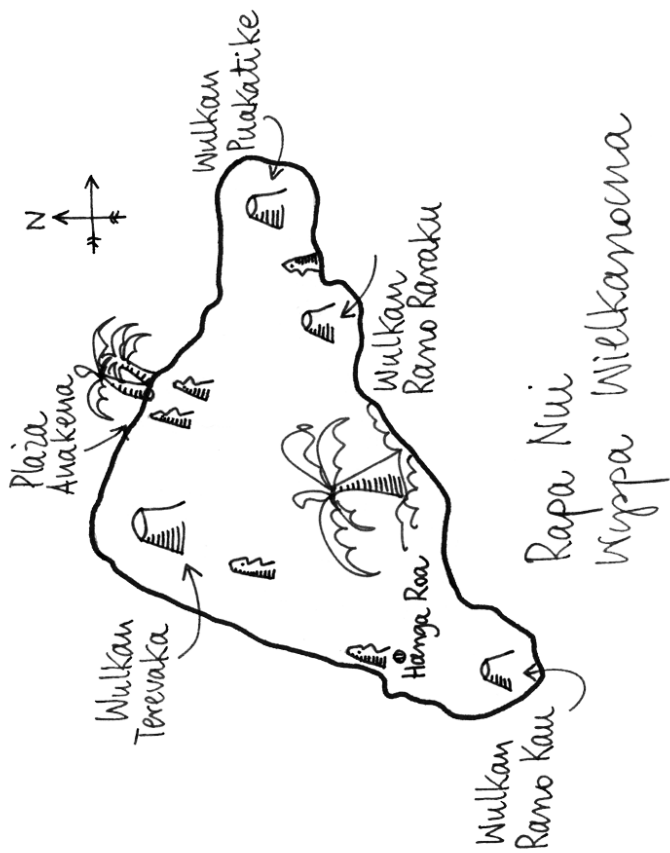 Plaża
Anakena
N
Wulkan
Terevaka
Wulkan
Puakatike
Hanga Roa
Wulkan
Rano Raraku
Wulkan
Rano Kau
Rapa Nui
Wyspa Wielkanocna